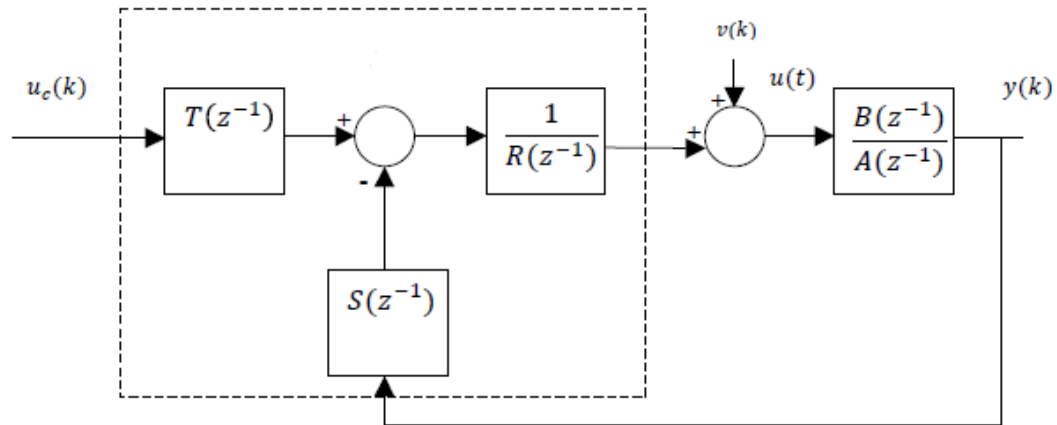 v(k)
u_c(k)
u(t)
y(k)
T(z^{-1})
+
-
1
R(z^{-1})
+
+
B(z^{-1})
A(z^{-1})
S(z^{-1})